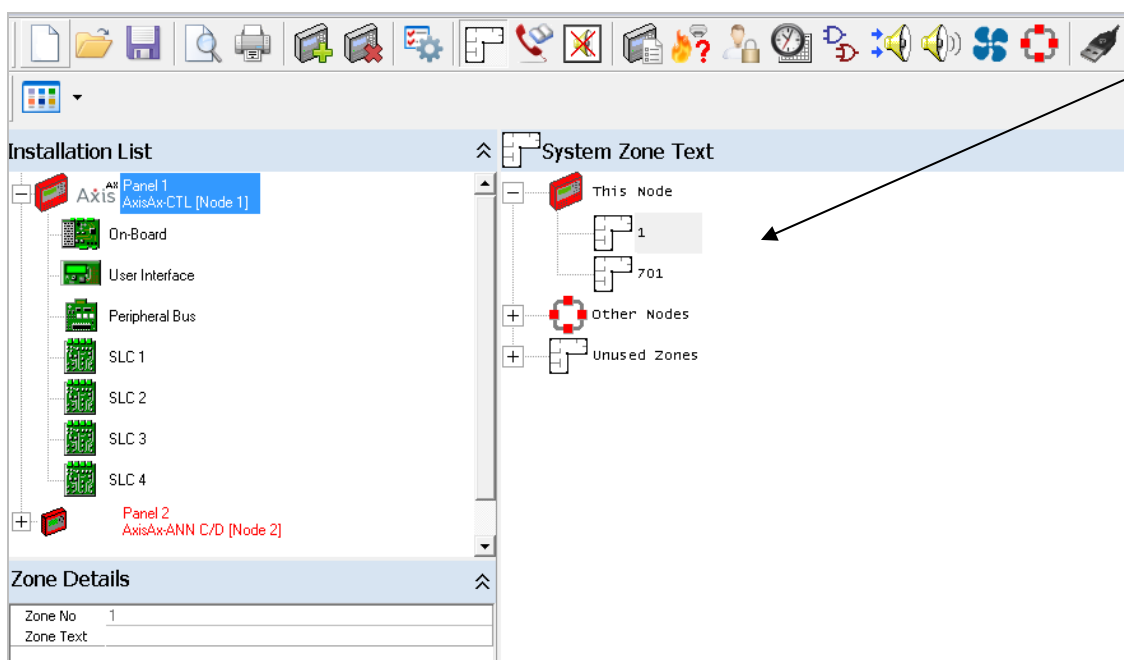 Installation List
Axis AX Panel 1
AxisAx-CTL [Node 1]
On-Board
User Interface
Peripheral Bus
SLC 1
SLC 2
SLC 3
SLC 4
Panel 2
AxisAx-ANN C/D [Node 2]
Zone Details
Zone No 1
Zone Text
System Zone Text
This Node
1
701
Other Nodes
Unused Zones